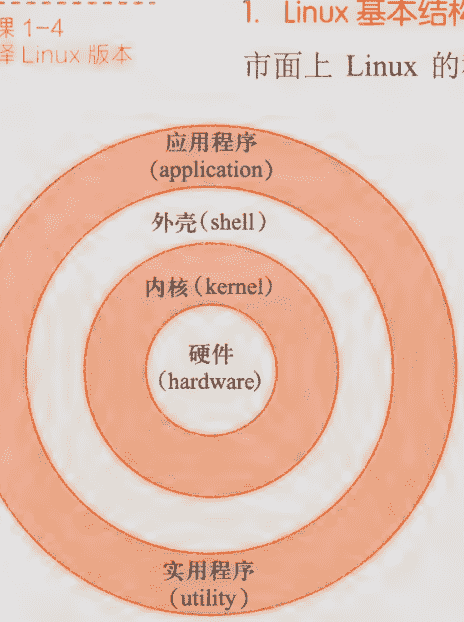 1. Linux 基本结构
课 1-4
Linux 版本
市面上 Linux 的
应用程序
(application)
外壳(shell)
内核(kernel)
硬件
(hardware)
实用程序
(utility)